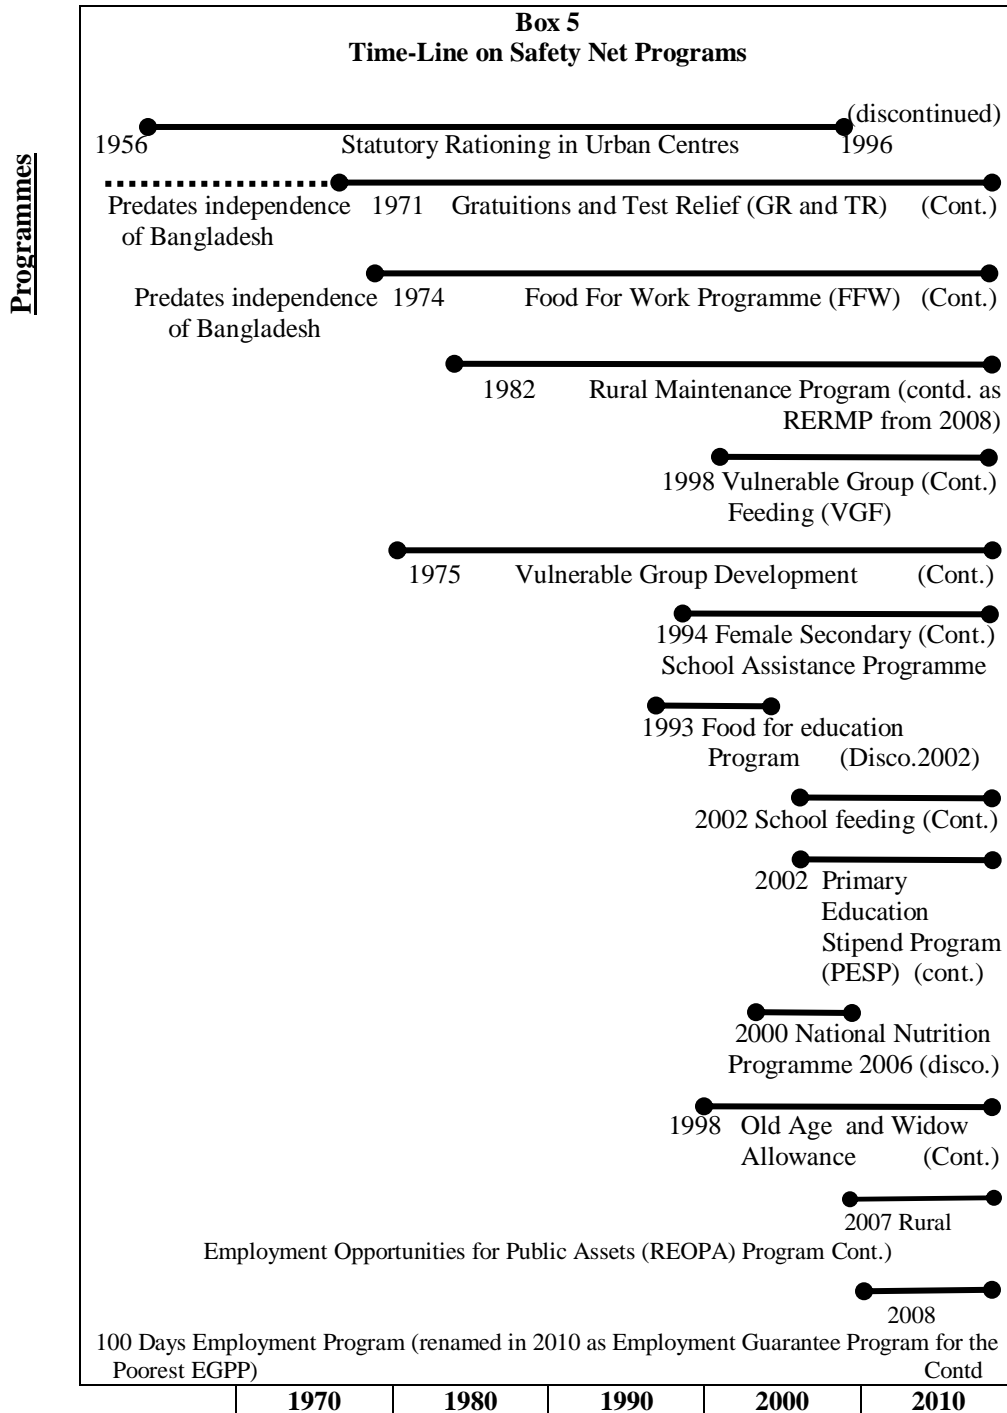 Box 5
Time-Line on Safety Net Programs
Programmes
(discontinued)
1956 Statutory Rationing in Urban Centres 1996
Predates independence 1971 Gratuitions and Test Relief (GR and TR) (Cont.)
of Bangladesh
Predates independence 1974 Food For Work Programme (FFW) (Cont.)
of Bangladesh
1982 Rural Maintenance Program (contd. as
RERMP from 2008)
1998 Vulnerable Group (Cont.)
Feeding (VGF)
1975 Vulnerable Group Development (Cont.)
1994 Female Secondary (Cont.)
School Assistance Programme
1993 Food for education
Program (Disco.2002)
2002 School feeding (Cont.)
2002 Primary
Education
Stipend Program
(PESP) (cont.)
2000 National Nutrition
Programme 2006 (disco.)
1998 Old Age and Widow
Allowance (Cont.)
2007 Rural
Employment Opportunities for Public Assets (REOPA) Program Cont.)
2008
100 Days Employment Program (renamed in 2010 as Employment Guarantee Program for the
Poorest EGPP) Contd
1970 1980 1990 2000 2010